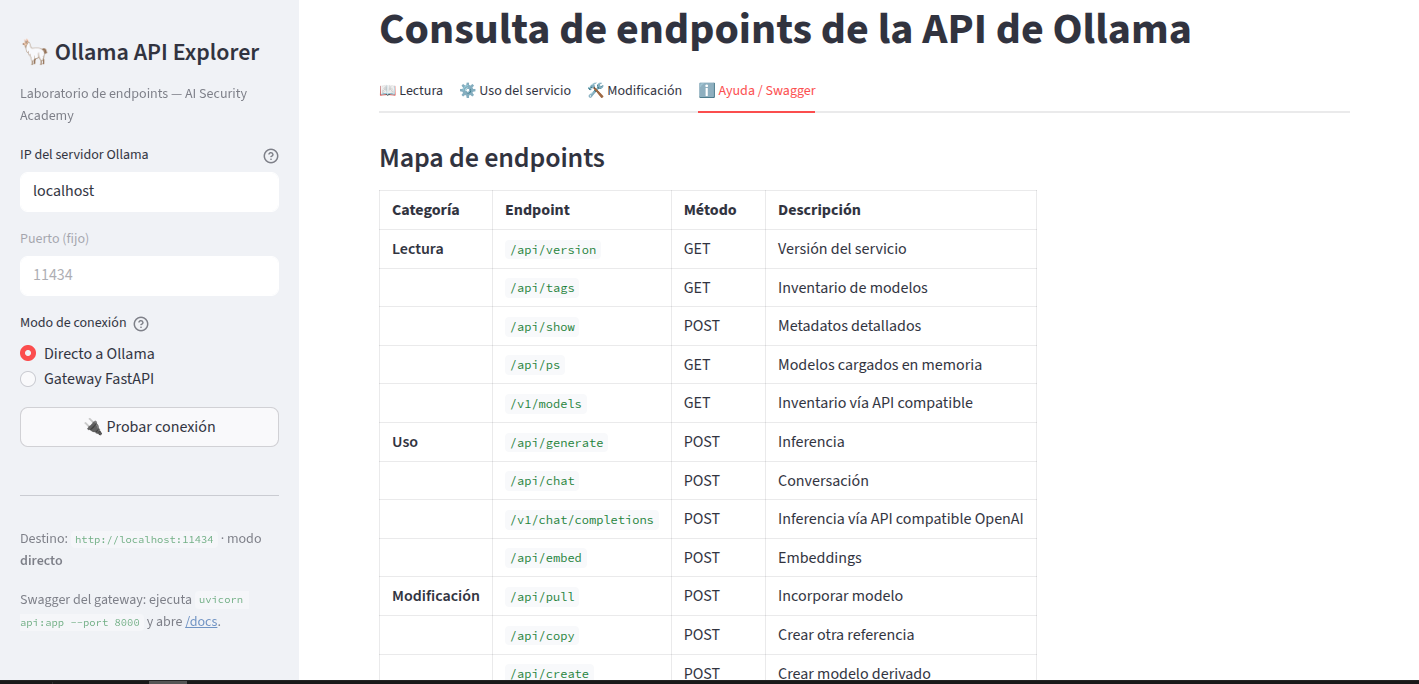 🦙 Ollama API Explorer
Laboratorio de endpoints — AI Security
Academy
IP del servidor Ollama
localhost
Puerto (fijo)
11434
Modo de conexión
Directo a Ollama
Gateway FastAPI
🔌 Probar conexión
Destino: http://localhost:11434 · modo
directo
Swagger del gateway: ejecuta uvicorn
api:app --port 8000 y abre /docs.
Consulta de endpoints de la API de Ollama
📖 Lectura ⚙️ Uso del servicio 🛠️ Modificación ℹ️ Ayuda / Swagger
Mapa de endpoints
Categoría Endpoint Método Descripción
Lectura /api/version GET Versión del servicio
/api/tags GET Inventario de modelos
/api/show POST Metadatos detallados
/api/ps GET Modelos cargados en memoria
/v1/models GET Inventario vía API compatible
Uso /api/generate POST Inferencia
/api/chat POST Conversación
/v1/chat/completions POST Inferencia vía API compatible OpenAI
/api/embed POST Embeddings
Modificación /api/pull POST Incorporar modelo
/api/copy POST Crear otra referencia
/api/create POST Crear modelo derivado